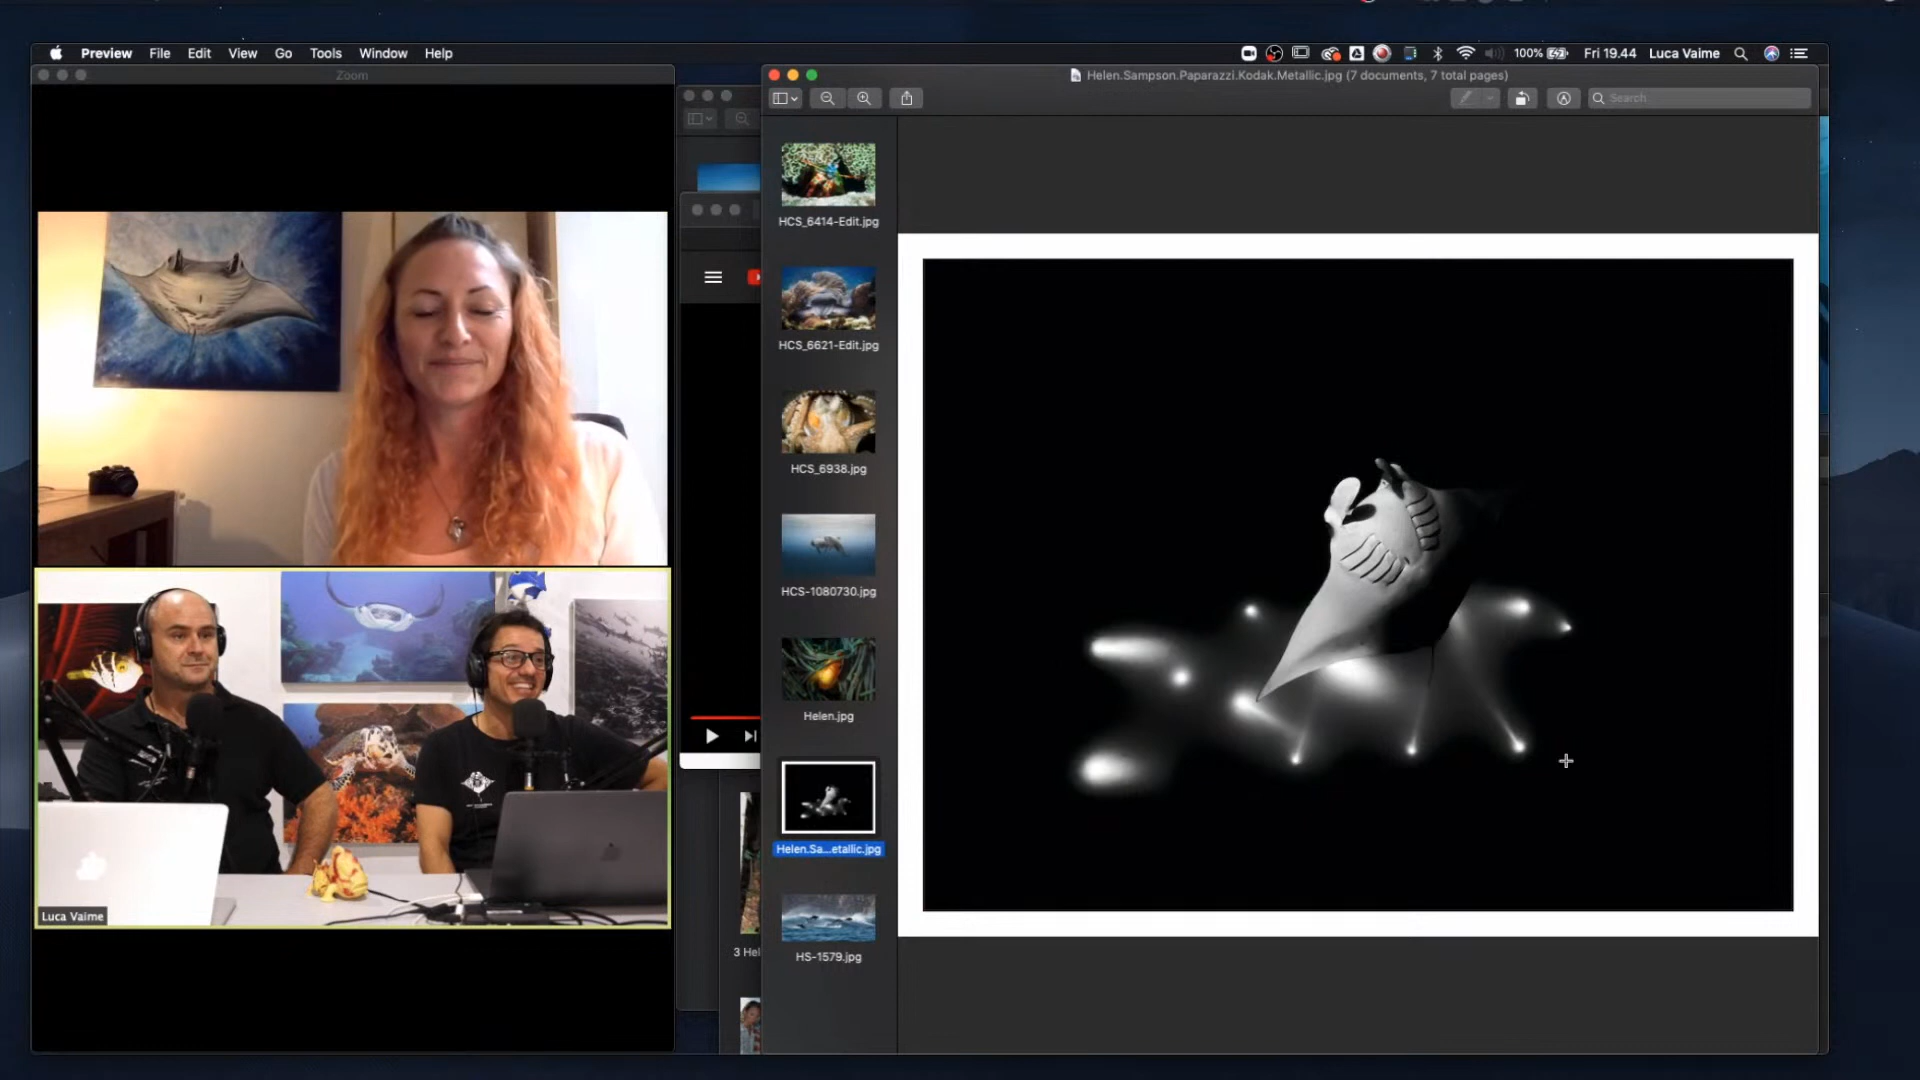 Preview File Edit View Go Tools Window Help
100% Fri 19.44 Luca Vaime
Zoom
Helen.Sampson.Paparazzi.Kodak.Metallic.jpg (7 documents, 7 total pages)
Search
HCS_6414-Edit.jpg
HCS_6621-Edit.jpg
HCS_6938.jpg
HCS-1080730.jpg
Helen.jpg
Helen.Sa...etallic.jpg
HS-1579.jpg
3 Hel
Luca Vaime